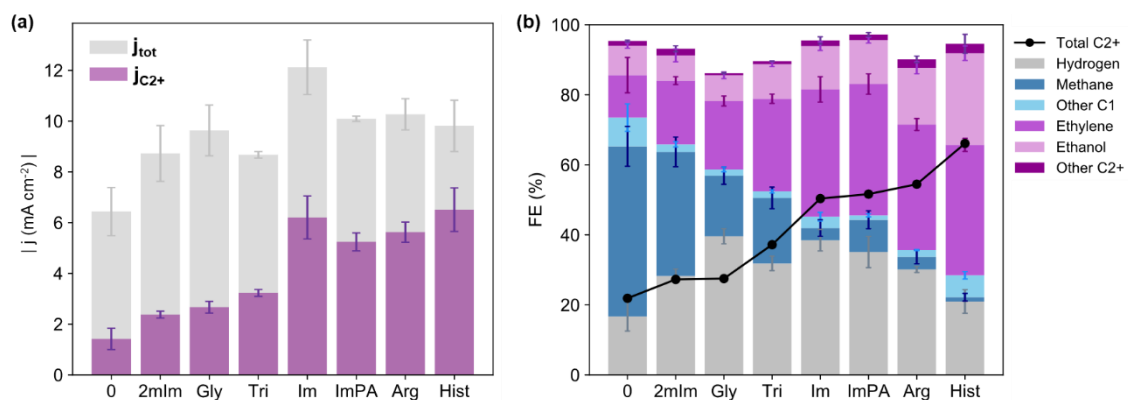 (a)
j_tot
j_C2+
| j (mA cm⁻²) |
12
10
8
6
4
2
0
0 2mIm Gly Tri Im ImPA Arg Hist
(b)
FE (%)
100
80
60
40
20
0
0 2mIm Gly Tri Im ImPA Arg Hist
Total C2+
Hydrogen
Methane
Other C1
Ethylene
Ethanol
Other C2+